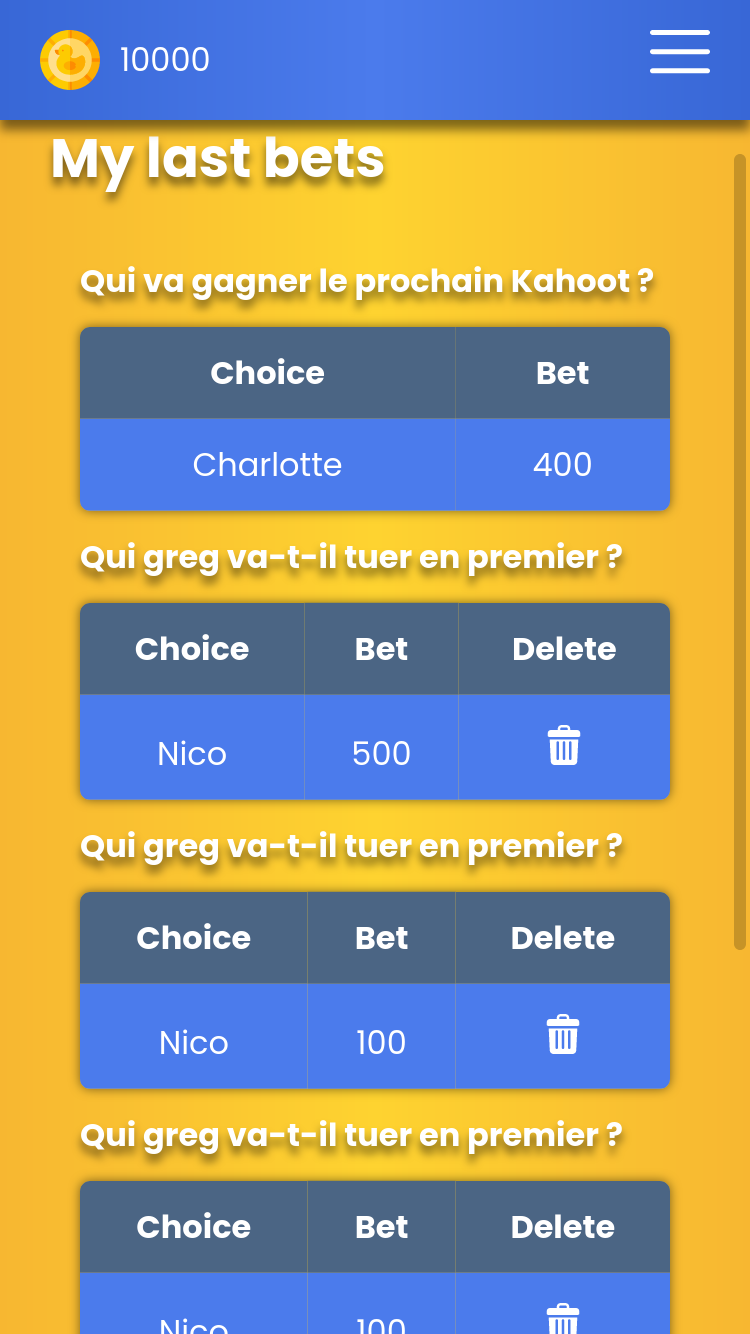 10000
My last bets
Qui va gagner le prochain Kahoot ?
Choice Bet
Charlotte 400
Qui greg va-t-il tuer en premier ?
Choice Bet Delete
Nico 500
Qui greg va-t-il tuer en premier ?
Choice Bet Delete
Nico 100
Qui greg va-t-il tuer en premier ?
Choice Bet Delete
Nico 100